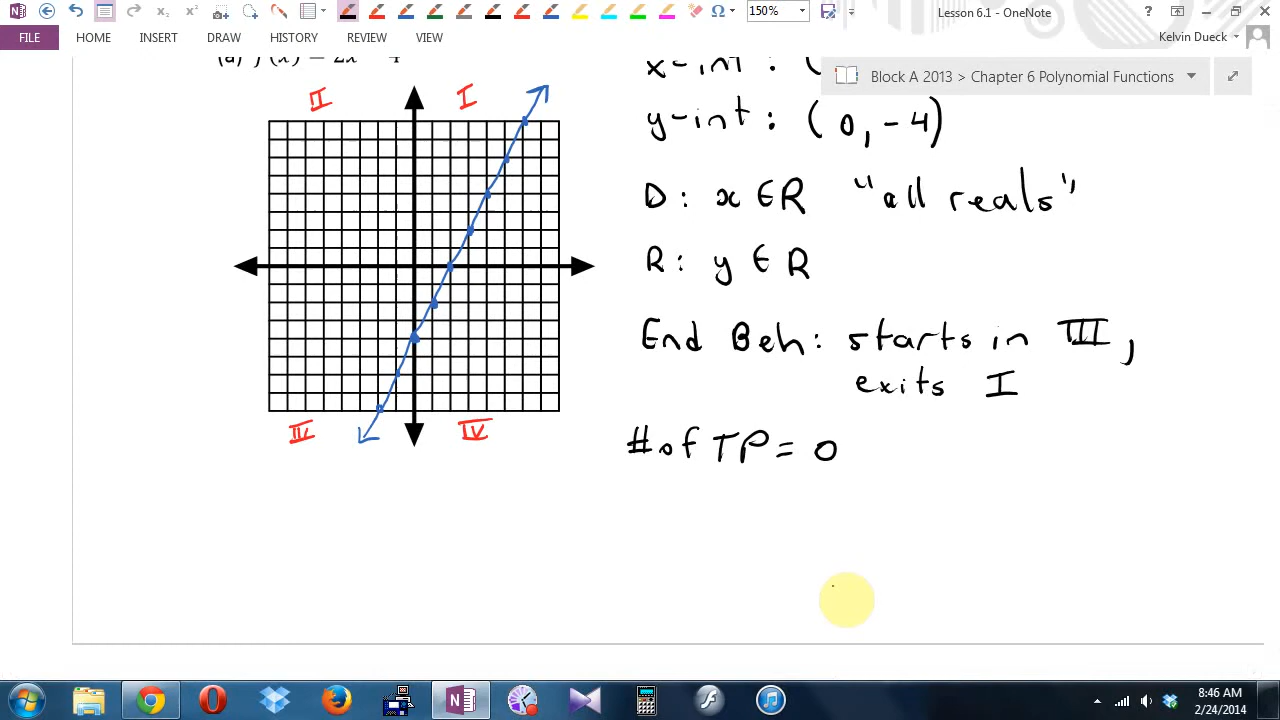 150%
Lesson 6.1 - OneNote
FILE HOME INSERT DRAW HISTORY REVIEW VIEW
Kelvin Dueck
Block A 2013 > Chapter 6 Polynomial Functions
x-int : (
y-int : (0, -4)
D : x ∈ R "all reals"
R : y ∈ R
End Beh : starts in III,
exits I
# of TP = 0
II I
III IV
8:46 AM
2/24/2014